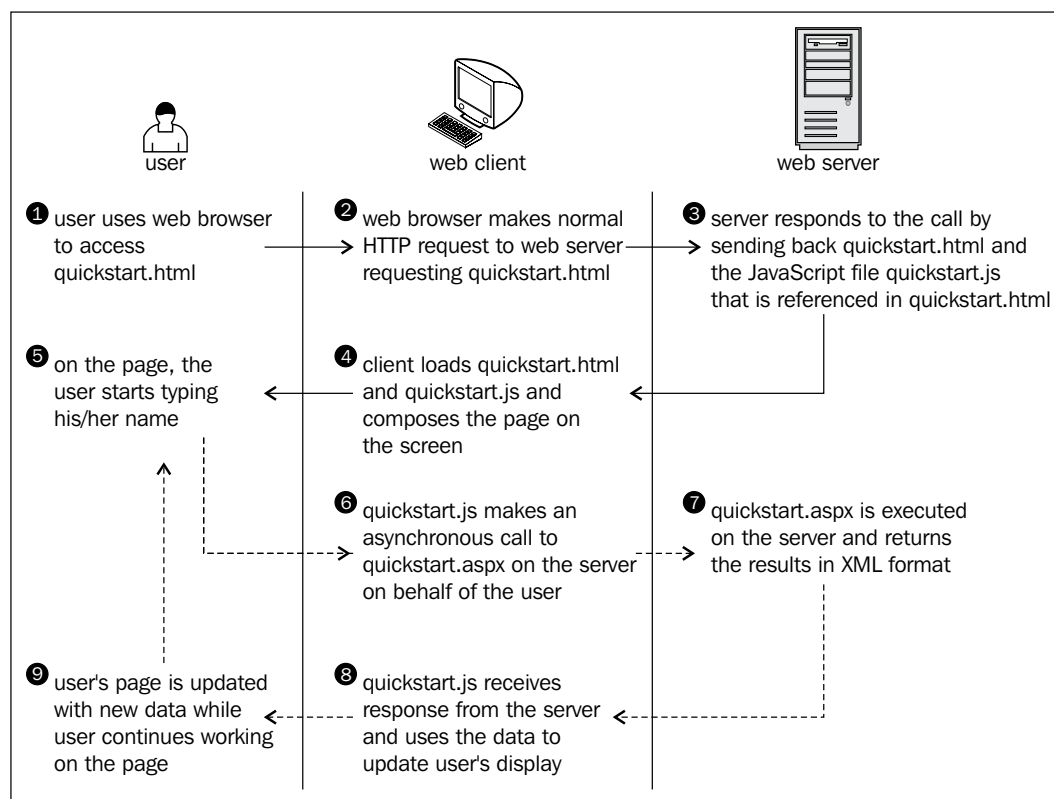 user
web client
web server
1 user uses web browser
to access
quickstart.html
2 web browser makes normal
HTTP request to web server
requesting quickstart.html
3 server responds to the call by
sending back quickstart.html and
the JavaScript file quickstart.js
that is referenced in quickstart.html
4 client loads quickstart.html
and quickstart.js and
composes the page on
the screen
5 on the page, the
user starts typing
his/her name
6 quickstart.js makes an
asynchronous call to
quickstart.aspx on the server
on behalf of the user
7 quickstart.aspx is executed
on the server and returns
the results in XML format
8 quickstart.js receives
response from the server
and uses the data to
update user's display
9 user's page is updated
with new data while
user continues working
on the page